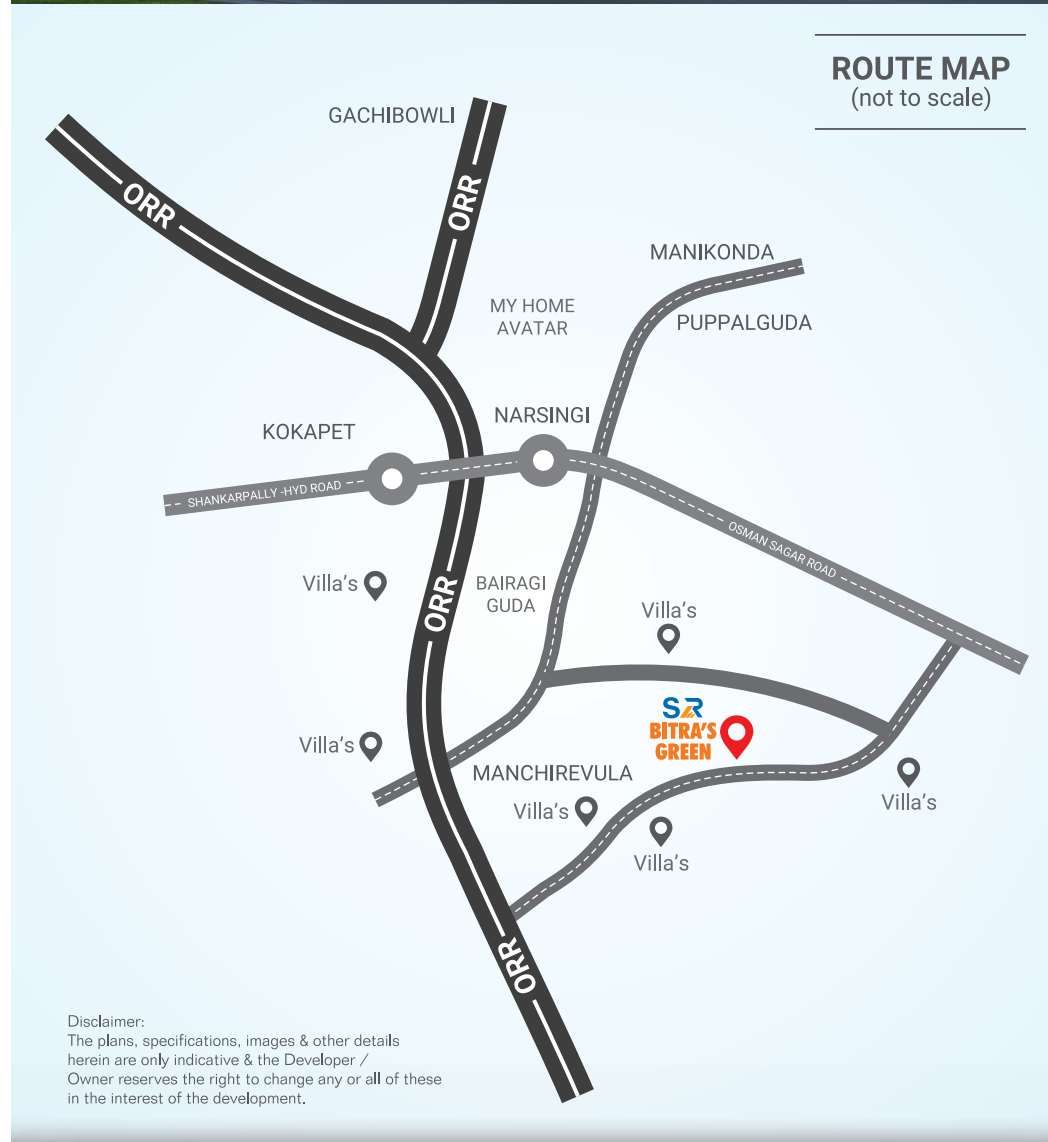 ROUTE MAP
(not to scale)
GACHIBOWLI
ORR
ORR
MANIKONDA
MY HOME
AVATAR
PUPPALGUDA
NARSINGI
KOKAPET
SHANKARPALLY -HYD ROAD
OSMAN SAGAR ROAD
Villa's
BAIRAGI
GUDA
ORR
Villa's
SR
BITRA'S
GREEN
Villa's
MANCHIREVULA
Villa's
Villa's
Villa's
ORR
Disclaimer:
The plans, specifications, images & other details
herein are only indicative & the Developer /
Owner reserves the right to change any or all of these
in the interest of the development.